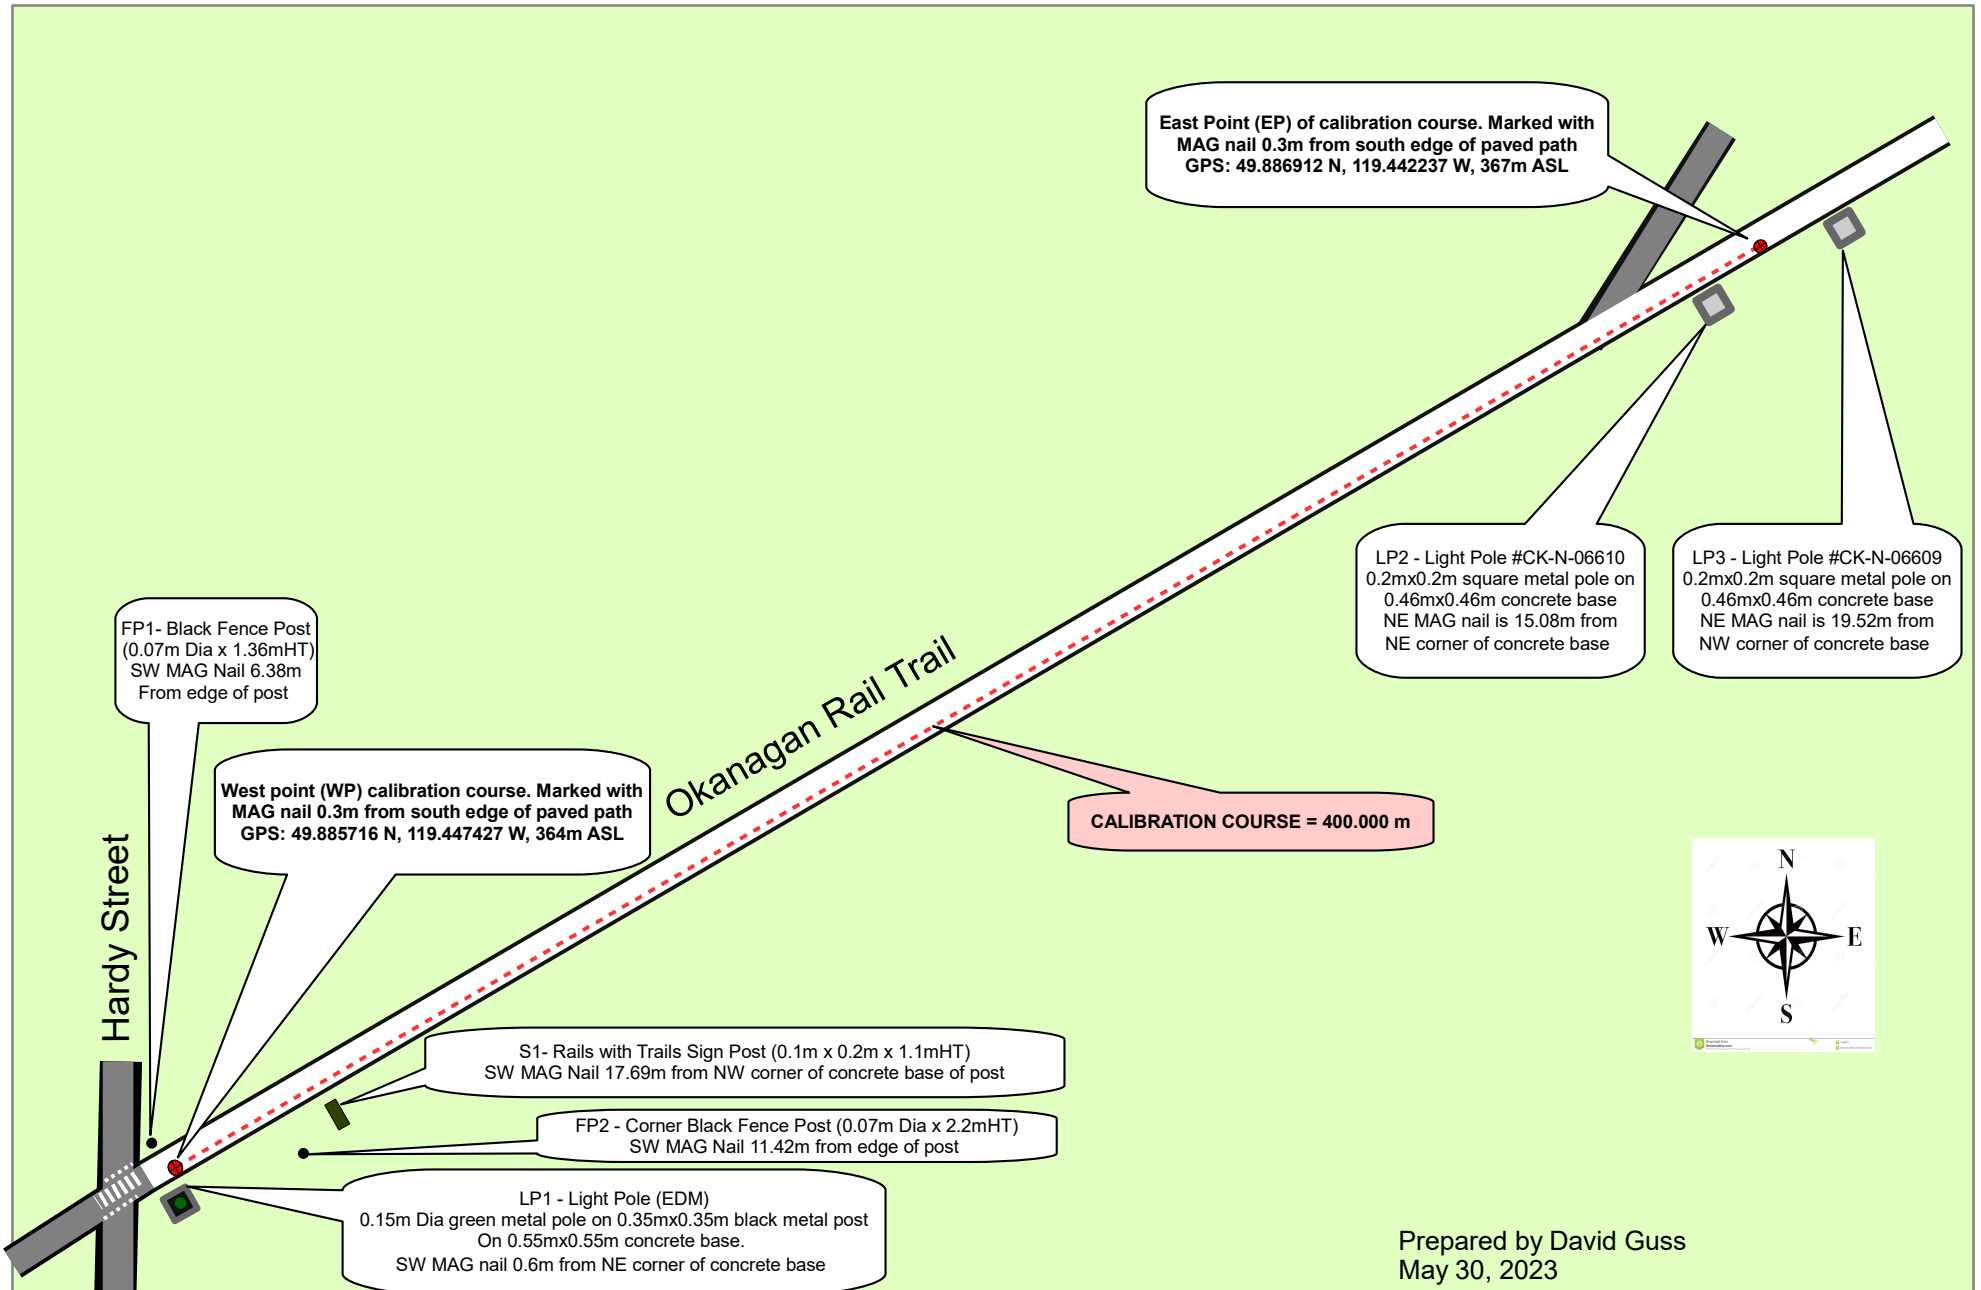 East Point (EP) of calibration course. Marked with
MAG nail 0.3m from south edge of paved path
GPS: 49.886912 N, 119.442237 W, 367m ASL
LP2 - Light Pole #CK-N-06610
0.2mx0.2m square metal pole on
0.46mx0.46m concrete base
NE MAG nail is 15.08m from
NE corner of concrete base
LP3 - Light Pole #CK-N-06609
0.2mx0.2m square metal pole on
0.46mx0.46m concrete base
NE MAG nail is 19.52m from
NW corner of concrete base
FP1- Black Fence Post
(0.07m Dia x 1.36mHT)
SW MAG Nail 6.38m
From edge of post
Okanagan Rail Trail
West point (WP) calibration course. Marked with
MAG nail 0.3m from south edge of paved path
GPS: 49.885716 N, 119.447427 W, 364m ASL
CALIBRATION COURSE = 400.000 m
Hardy Street
N
W
E
S
S1- Rails with Trails Sign Post (0.1m x 0.2m x 1.1mHT)
SW MAG Nail 17.69m from NW corner of concrete base of post
FP2 - Corner Black Fence Post (0.07m Dia x 2.2mHT)
SW MAG Nail 11.42m from edge of post
LP1 - Light Pole (EDM)
0.15m Dia green metal pole on 0.35mx0.35m black metal post
On 0.55mx0.55m concrete base.
SW MAG nail 0.6m from NE corner of concrete base
Prepared by David Guss
May 30, 2023